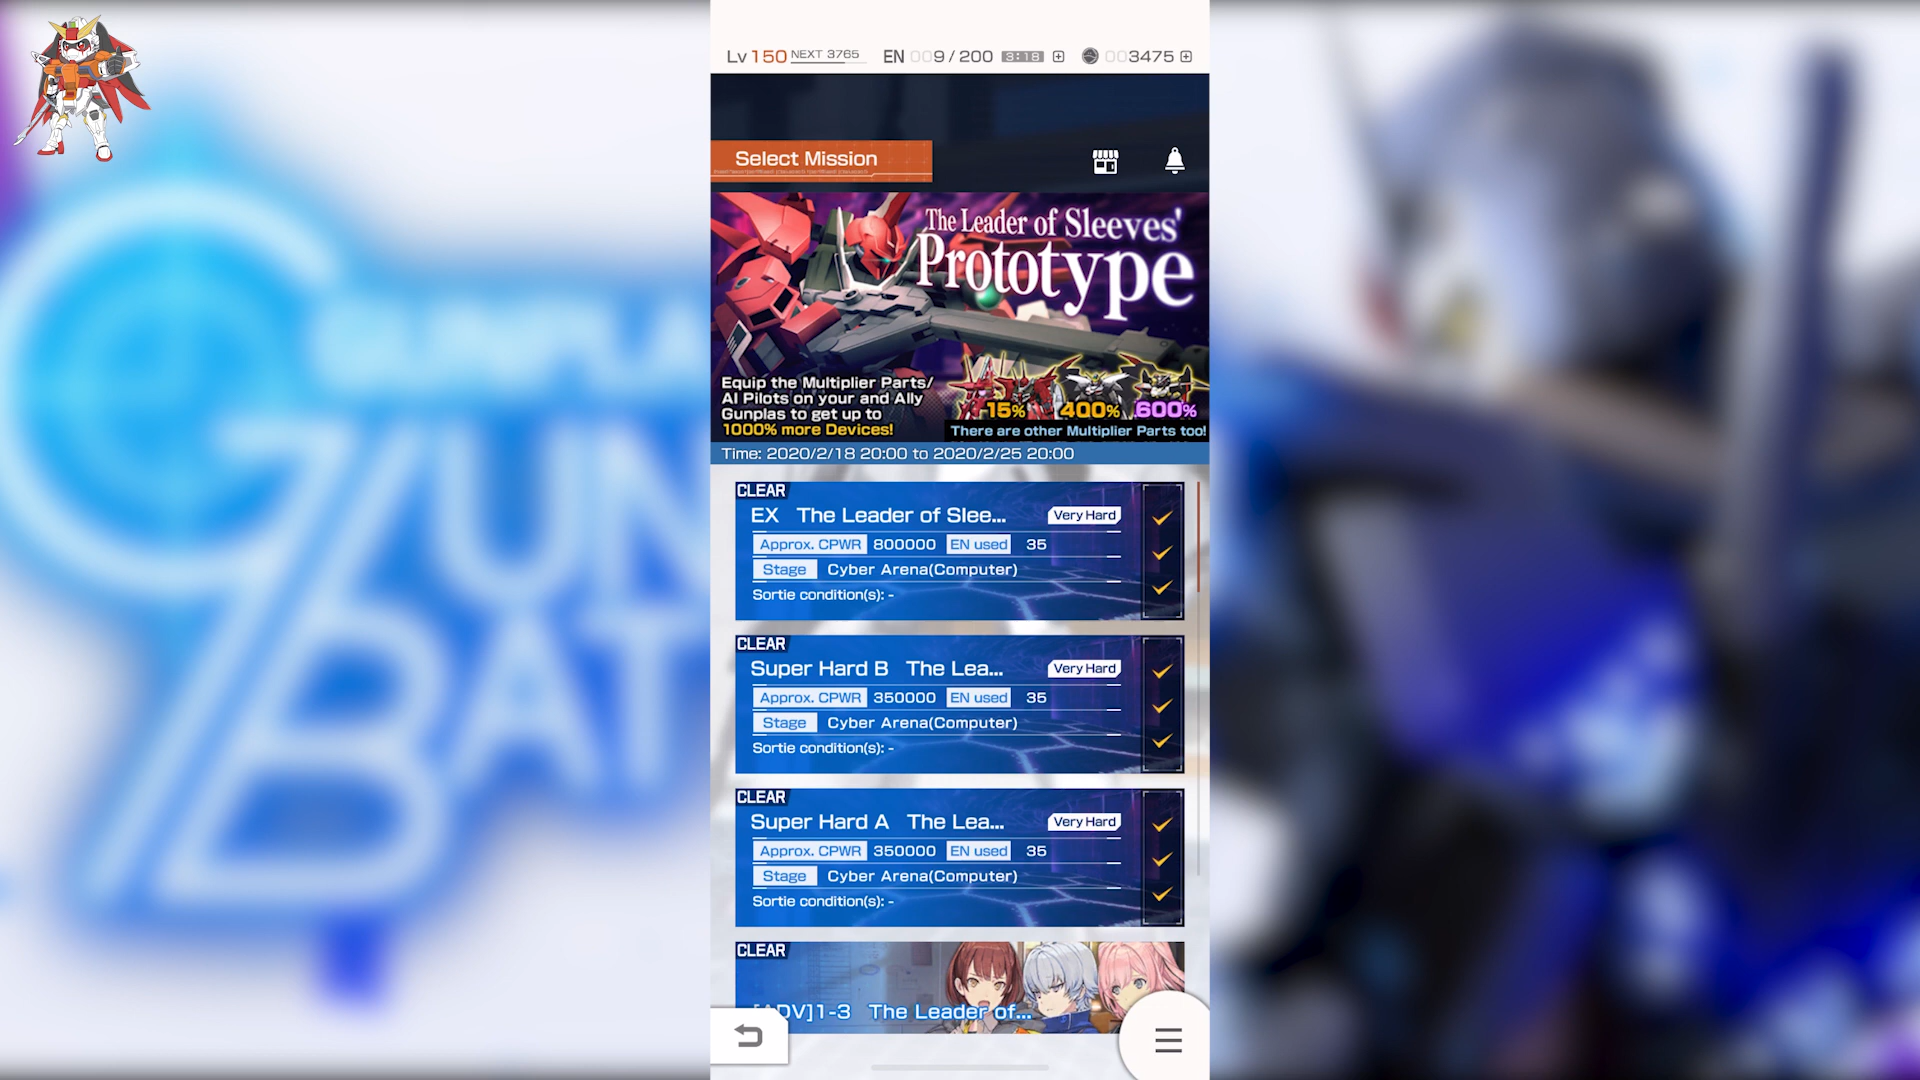 Lv 150 NEXT 3765 EN 009/200 3:18 003475
Select Mission
The Leader of Sleeves'
Prototype
Equip the Multiplier Parts/
AI Pilots on your and Ally
Gunplas to get up to
1000% more Devices!
15% 400% 600%
There are other Multiplier Parts too!
Time: 2020/2/18 20:00 to 2020/2/25 20:00
CLEAR
EX The Leader of Slee... Very Hard
Approx. CPWR 800000 EN used 35
Stage Cyber Arena(Computer)
Sortie condition(s): -
CLEAR
Super Hard B The Lea... Very Hard
Approx. CPWR 350000 EN used 35
Stage Cyber Arena(Computer)
Sortie condition(s): -
CLEAR
Super Hard A The Lea... Very Hard
Approx. CPWR 350000 EN used 35
Stage Cyber Arena(Computer)
Sortie condition(s): -
CLEAR
[ADV]1-3 The Leader of...
GUNPLA
GUN
BAT